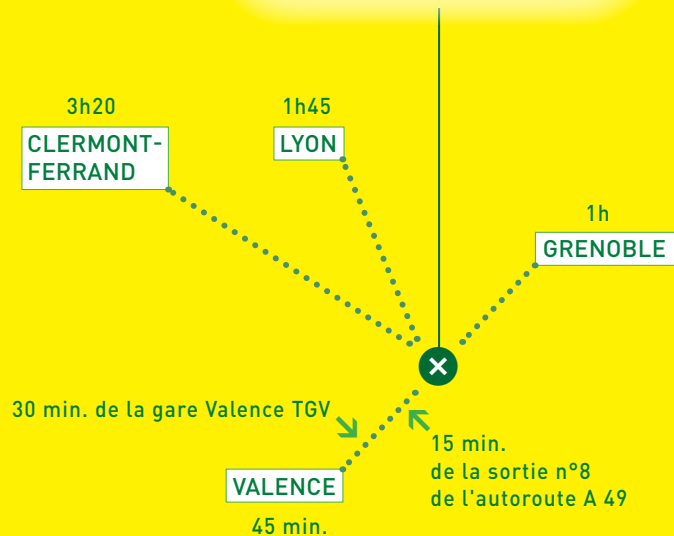 3h20
CLERMONT-
FERRAND
1h45
LYON
1h
GRENOBLE
30 min. de la gare Valence TGV
15 min.
de la sortie n°8
de l'autoroute A 49
VALENCE
45 min.